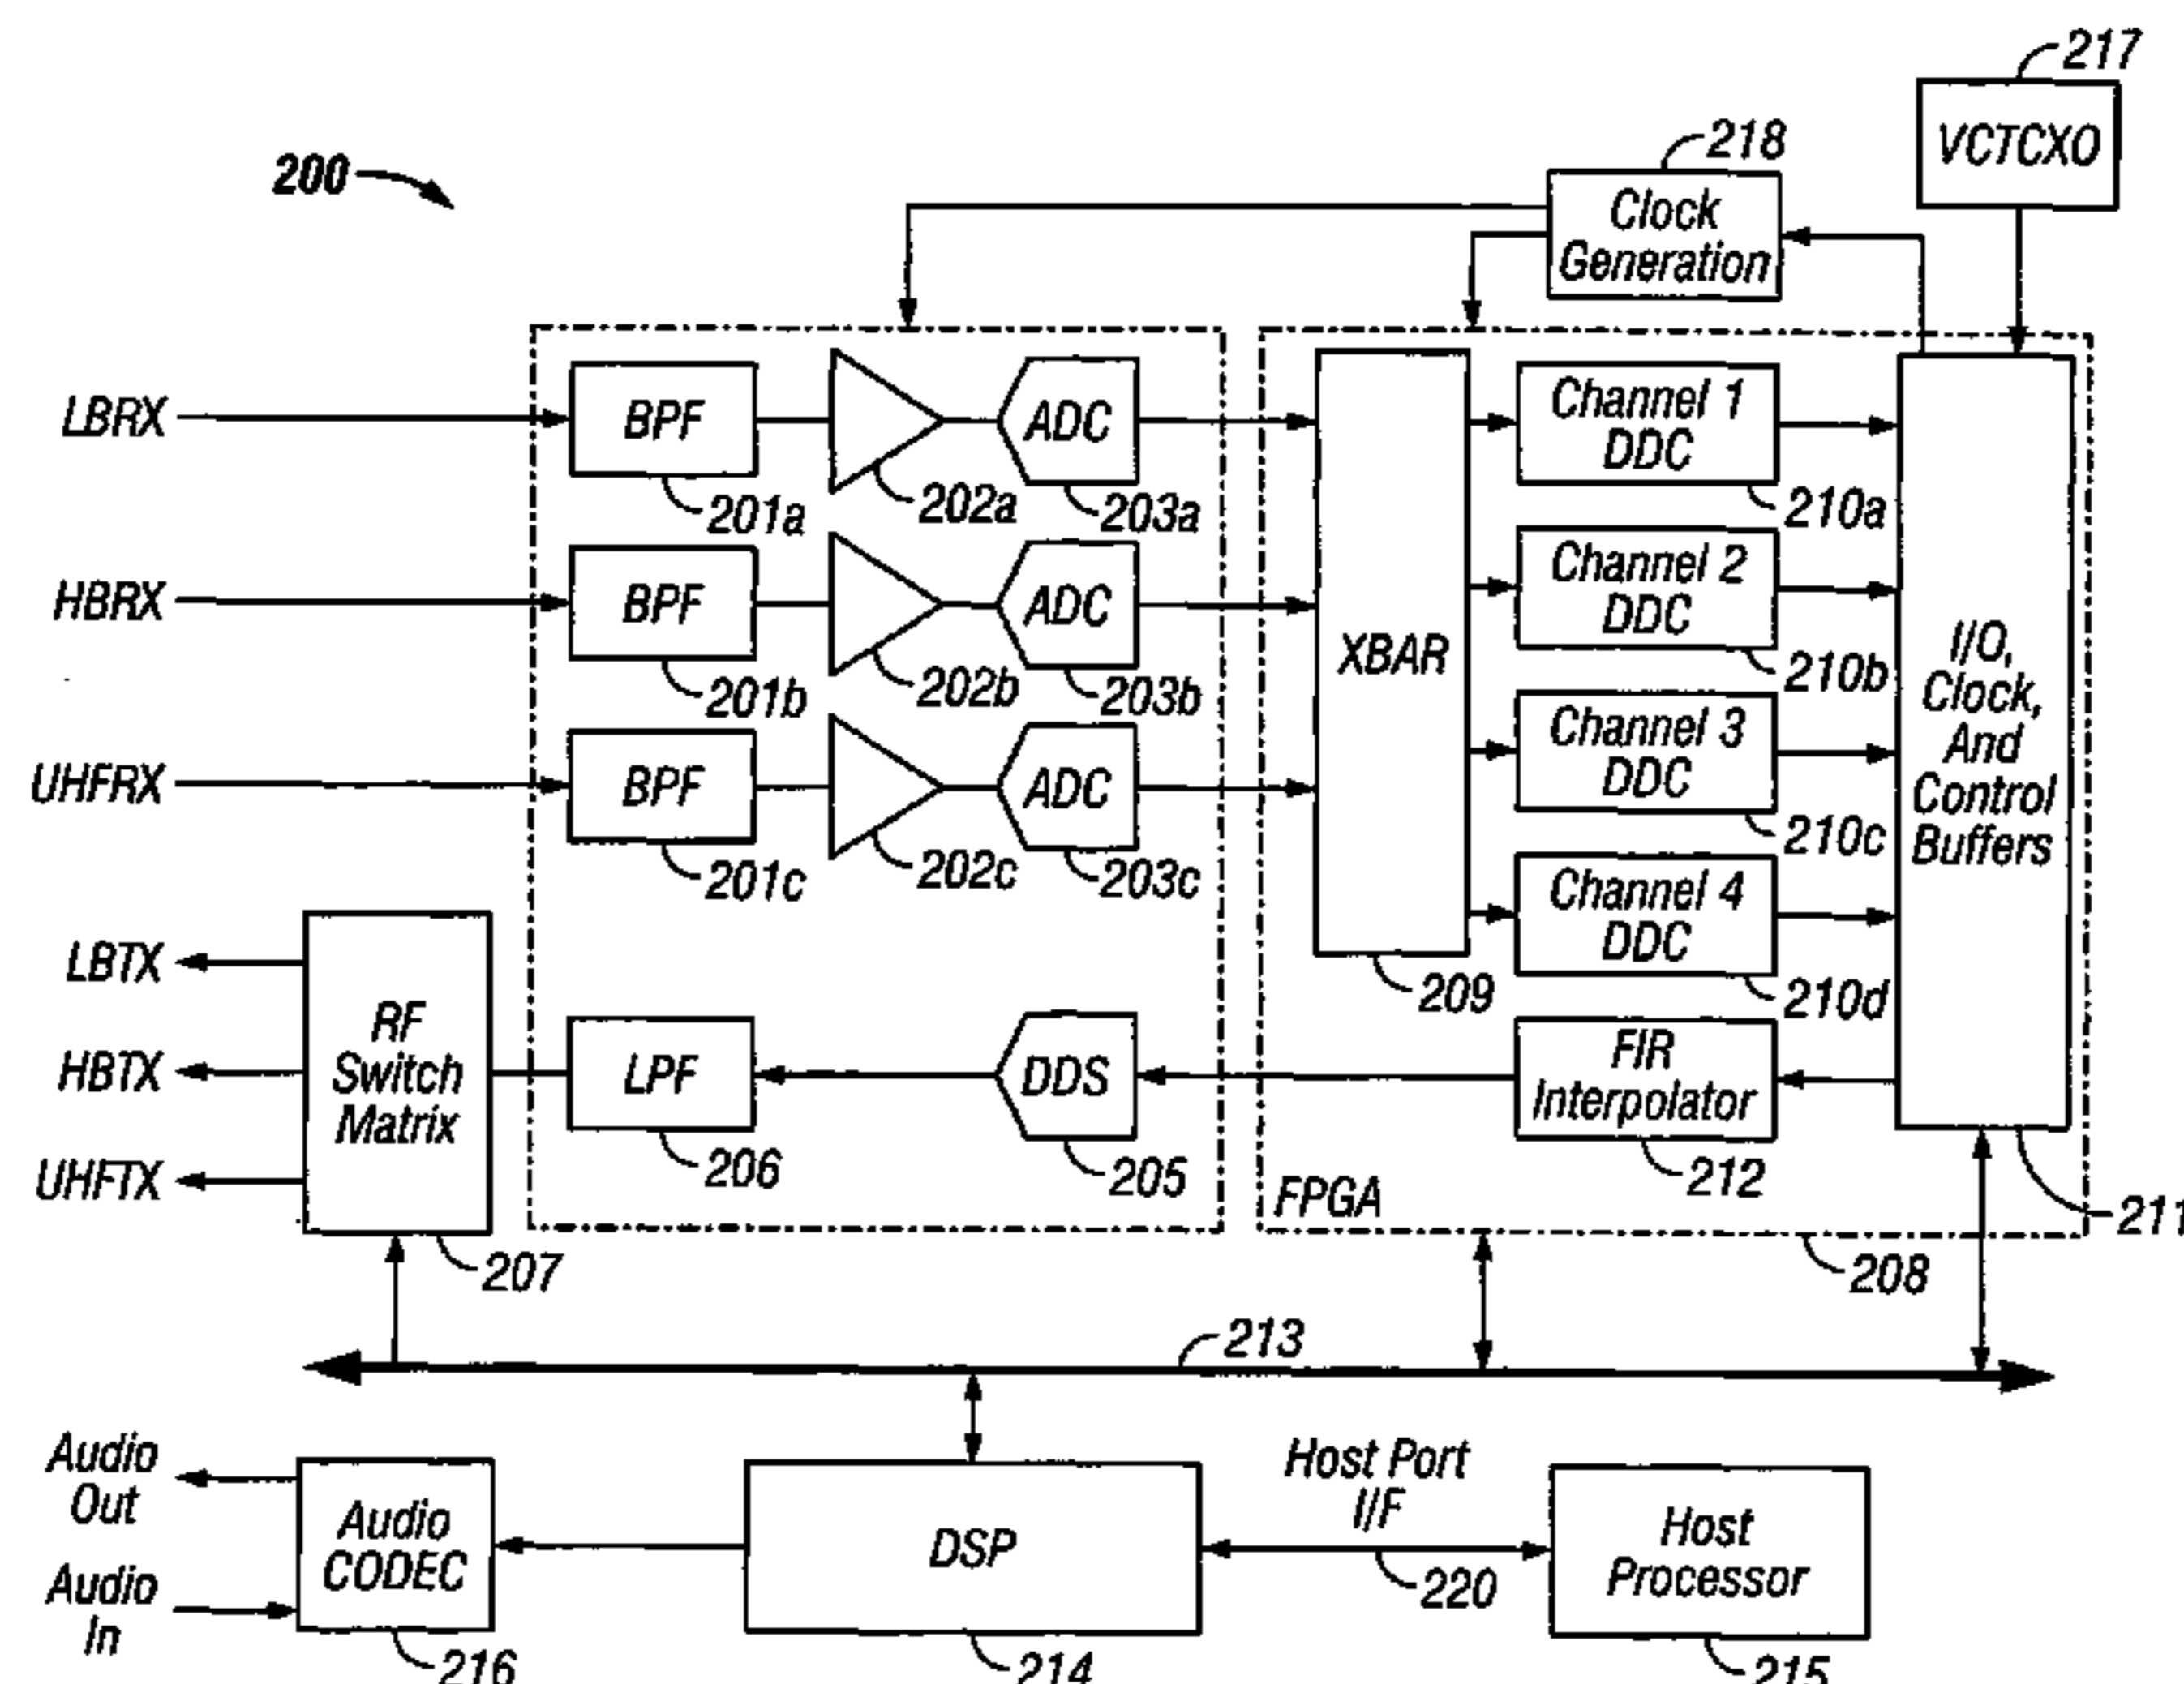 217
VCTCXO
218
200
Clock
Generation
LBRX
BPF
ADC
Channel 1
DDC
201a
202a
203a
210a
HBRX
BPF
ADC
XBAR
Channel 2
DDC
I/O,
Clock,
And
Control
Buffers
201b
202b
203b
210b
UHFRX
BPF
ADC
Channel 3
DDC
201c
202c
203c
210c
Channel 4
DDC
209
210d
LBTX
HBTX
UHFTX
RF
Switch
Matrix
LPF
DDS
FIR
Interpolator
206
205
212
FPGA
211
207
208
213
Audio
Out
Audio
In
Audio
CODEC
DSP
Host Port
I/F
220
Host
Processor
216
214
215